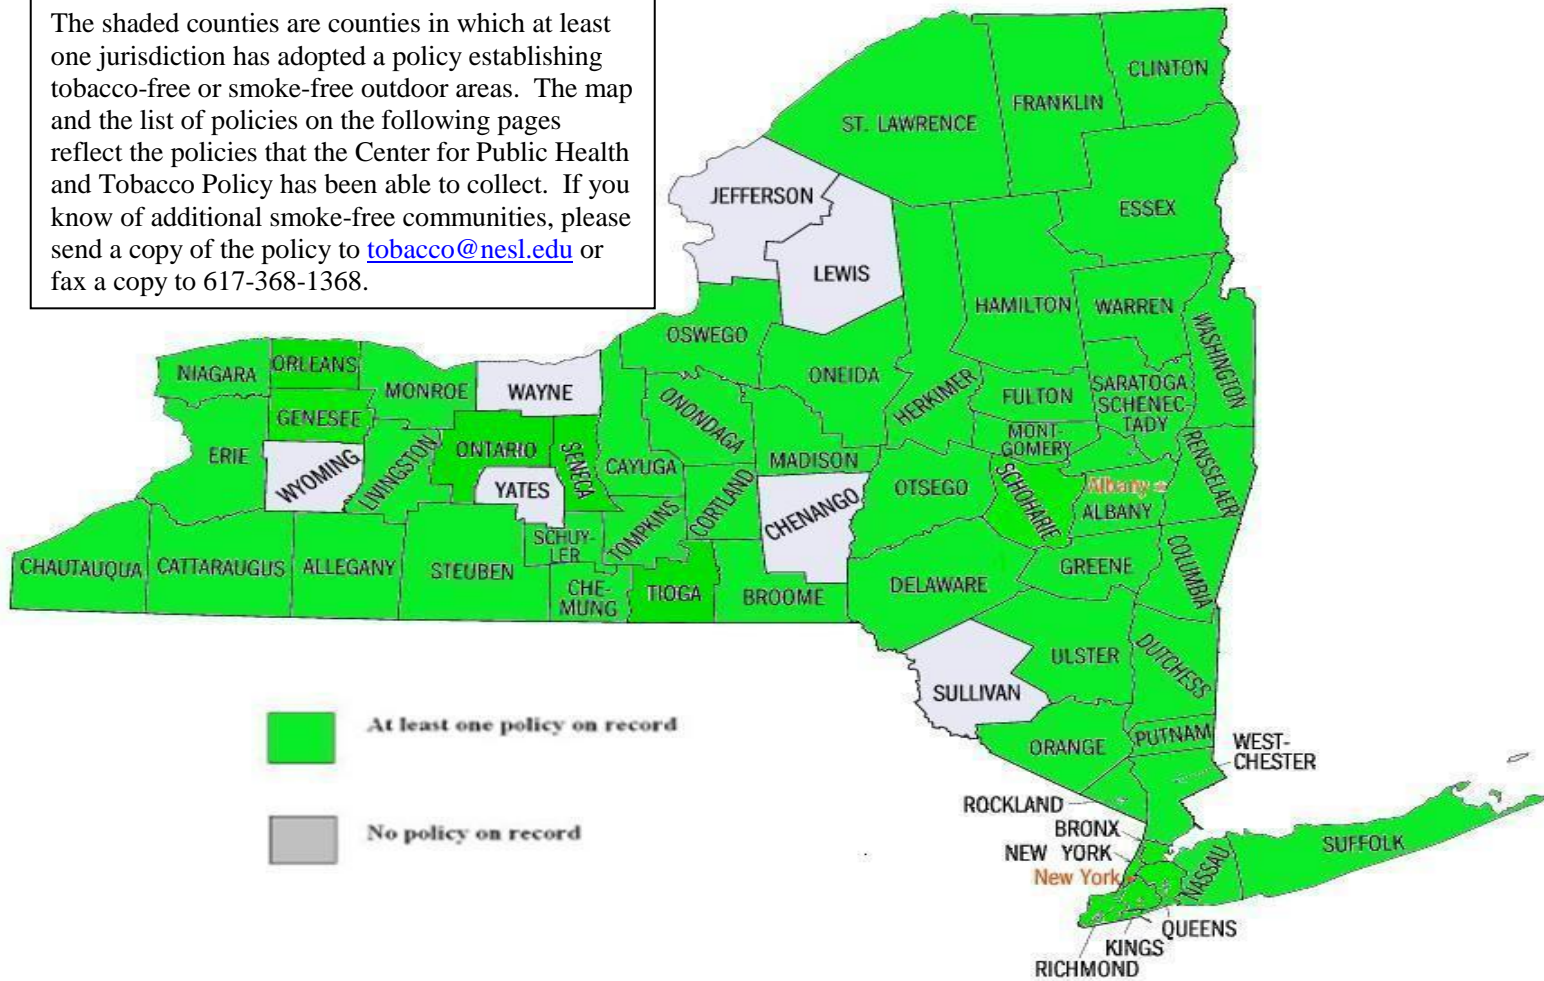 The shaded counties are counties in which at least
one jurisdiction has adopted a policy establishing
tobacco-free or smoke-free outdoor areas. The map
and the list of policies on the following pages
reflect the policies that the Center for Public Health
and Tobacco Policy has been able to collect. If you
know of additional smoke-free communities, please
send a copy of the policy to tobacco@nesl.edu or
fax a copy to 617-368-1368.
CLINTON
FRANKLIN
ST. LAWRENCE
JEFFERSON
ESSEX
LEWIS
HAMILTON
WARREN
WASHINGTON
OSWEGO
ONEIDA
HERKIMER
NIAGARA
ORLEANS
MONROE
WAYNE
ONONDAGA
FULTON
SARATOGA
SCHENEC-
TADY
GENESEE
ONTARIO
SENECA
CAYUGA
MADISON
MONT-
GOMERY
RENSSELAER
ERIE
WYOMING
LIVINGSTON
YATES
CORTLAND
CHENANGO
OTSEGO
SCHOHARIE
Albany
ALBANY
SCHUY-
LER
TOMPKINS
COLUMBIA
CHAUTAUQUA
CATTARAUGUS
ALLEGANY
STEUBEN
CHE-
MUNG
TIOGA
BROOME
DELAWARE
GREENE
ULSTER
DUTCHESS
SULLIVAN
ORANGE
PUTNAM
WEST-
CHESTER
At least one policy on record
No policy on record
ROCKLAND
BRONX
NEW YORK
New York
NASSAU
SUFFOLK
QUEENS
KINGS
RICHMOND